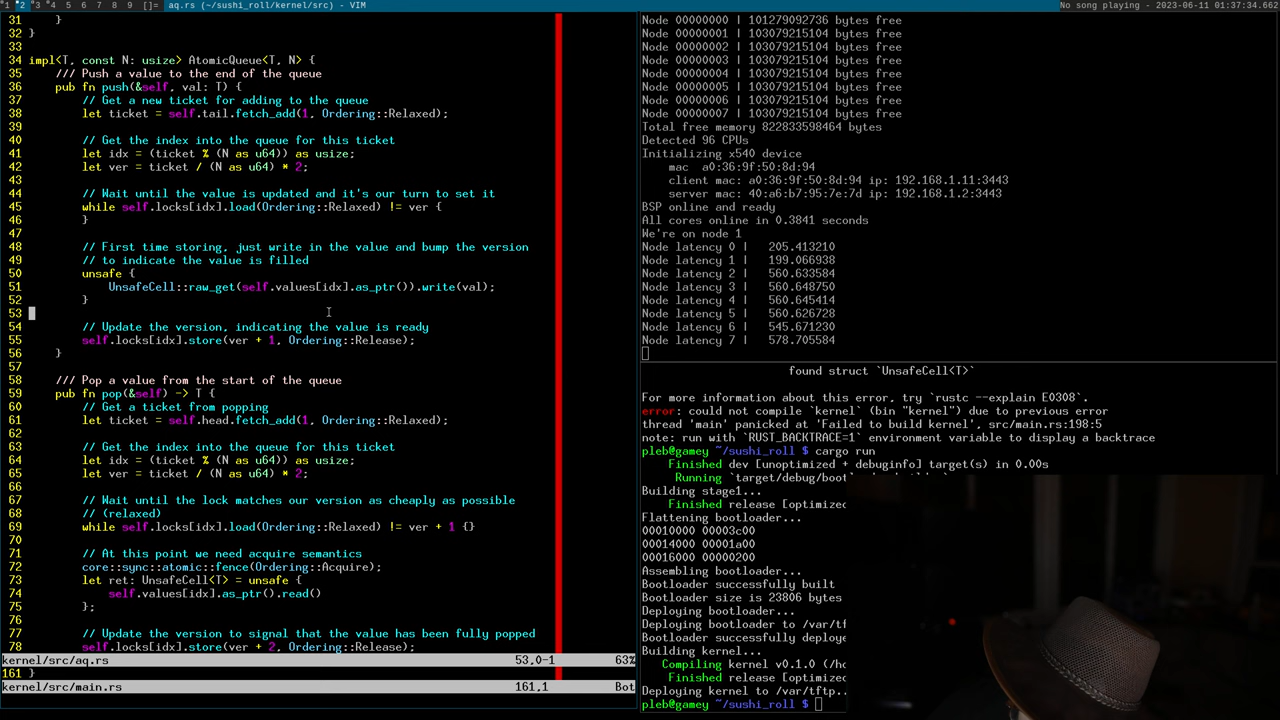 1 2 3 4 5 6 7 8 9 []= aq.rs (~/sushi_roll/kernel/src) - VIM
No song playing - 2023-06-11 01:37:34.662
31     }
32 }
33
34 impl<T, const N: usize> AtomicQueue<T, N> {
35     /// Push a value to the end of the queue
36     pub fn push(&self, val: T) {
37         // Get a new ticket for adding to the queue
38         let ticket = self.tail.fetch_add(1, Ordering::Relaxed);
39
40         // Get the index into the queue for this ticket
41         let idx = (ticket % (N as u64)) as usize;
42         let ver = ticket / (N as u64) * 2;
43
44         // Wait until the value is updated and it's our turn to set it
45         while self.locks[idx].load(Ordering::Relaxed) != ver {
46         }
47
48         // First time storing, just write in the value and bump the version
49         // to indicate the value is filled
50         unsafe {
51             UnsafeCell::raw_get(self.values[idx].as_ptr()).write(val);
52         }
53
54         // Update the version, indicating the value is ready
55         self.locks[idx].store(ver + 1, Ordering::Release);
56     }
57
58     /// Pop a value from the start of the queue
59     pub fn pop(&self) -> T {
60         // Get a ticket from popping
61         let ticket = self.head.fetch_add(1, Ordering::Relaxed);
62
63         // Get the index into the queue for this ticket
64         let idx = (ticket % (N as u64)) as usize;
65         let ver = ticket / (N as u64) * 2;
66
67         // Wait until the lock matches our version as cheaply as possible
68         // (relaxed)
69         while self.locks[idx].load(Ordering::Relaxed) != ver + 1 {}
70
71         // At this point we need acquire semantics
72         core::sync::atomic::fence(Ordering::Acquire);
73         let ret: UnsafeCell<T> = unsafe {
74             self.values[idx].as_ptr().read()
75         };
76
77         // Update the version to signal that the value has been fully popped
78         self.locks[idx].store(ver + 2, Ordering::Release);
kernel/src/aq.rs 53,0-1 63%
161 }
kernel/src/main.rs 161,1 Bot
Node 00000000 | 101279092736 bytes free
Node 00000001 | 103079215104 bytes free
Node 00000002 | 103079215104 bytes free
Node 00000003 | 103079215104 bytes free
Node 00000004 | 103079215104 bytes free
Node 00000005 | 103079215104 bytes free
Node 00000006 | 103079215104 bytes free
Node 00000007 | 103079215104 bytes free
Total free memory 822833598464 bytes
Detected 96 CPUs
Initializing x540 device
    mac  a0:36:9f:50:8d:94
    client mac: a0:36:9f:50:8d:94 ip: 192.168.1.11:3443
    server mac: 40:a6:b7:95:7e:7d ip: 192.168.1.2:3443
BSP online and ready
All cores online in 0.3841 seconds
We're on node 1
Node latency 0 |   205.413210
Node latency 1 |   199.066938
Node latency 2 |   560.633584
Node latency 3 |   560.648750
Node latency 4 |   560.645414
Node latency 5 |   560.626728
Node latency 6 |   545.671230
Node latency 7 |   578.705584
found struct `UnsafeCell<T>`
For more information about this error, try `rustc --explain E0308`.
error: could not compile `kernel` (bin "kernel") due to previous error
thread 'main' panicked at 'Failed to build kernel', src/main.rs:198:5
note: run with `RUST_BACKTRACE=1` environment variable to display a backtrace
pleb@gamey ~/sushi_roll $ cargo run
    Finished dev [unoptimized + debuginfo] target(s) in 0.00s
     Running `target/debug/boot
Building stage1...
    Finished release [optimized
Flattening bootloader...
00010000 00003c00
00014000 00001a00
00016000 00000200
Assembling bootloader...
Bootloader successfully built
Bootloader size is 23806 bytes
Deploying bootloader...
Deploying bootloader to /var/tf
Bootloader successfully deploye
Building kernel...
   Compiling kernel v0.1.0 (/ho
    Finished release [optimized
Deploying kernel to /var/tftp..
pleb@gamey ~/sushi_roll $